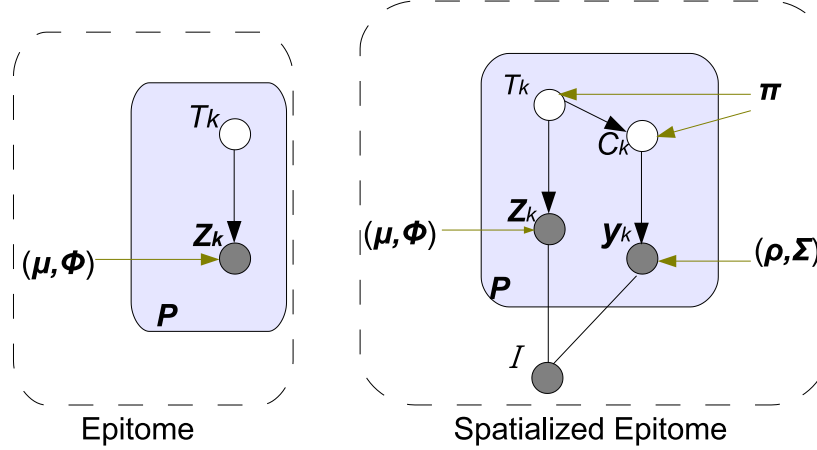 Tk
Zk
(μ,Φ)
P
Epitome
Tk
π
Ck
Zk
yk
(μ,Φ)
(ρ,Σ)
P
I
Spatialized Epitome